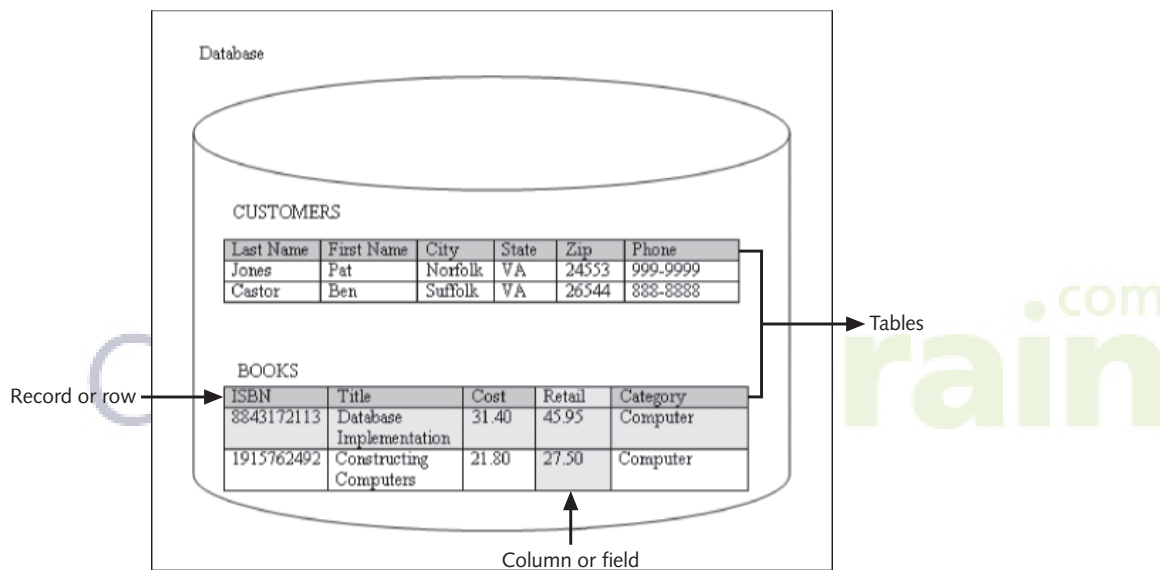 Database
CUSTOMERS
Last Name First Name City State Zip Phone
Jones Pat Norfolk VA 24553 999-9999
Castor Ben Suffolk VA 26544 888-8888
Tables
BOOKS
Record or row
ISBN Title Cost Retail Category
8843172113 Database 31.40 45.95 Computer
Implementation
1915762492 Constructing 21.80 27.50 Computer
Computers
Column or field
.com
rain